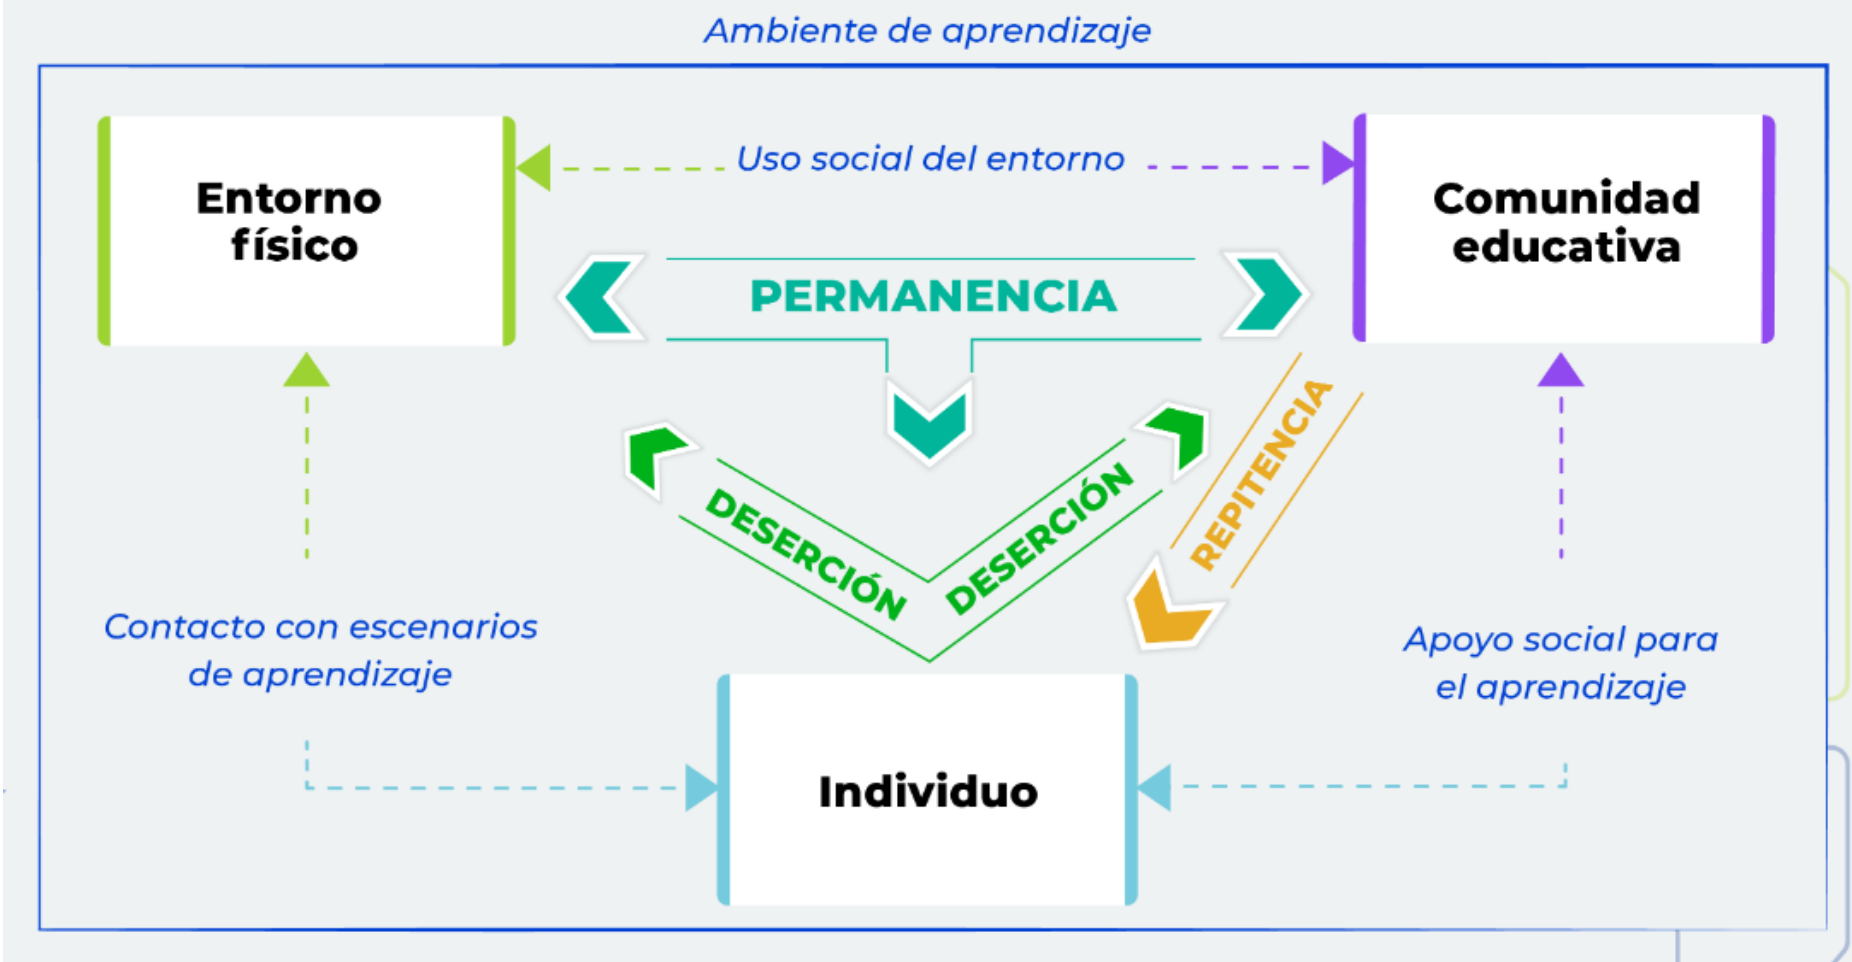 Ambiente de aprendizaje
Uso social del entorno
Entorno
físico
Comunidad
educativa
PERMANENCIA
DESERCIÓN
DESERCIÓN
REPITENCIA
Contacto con escenarios
de aprendizaje
Apoyo social para
el aprendizaje
Individuo